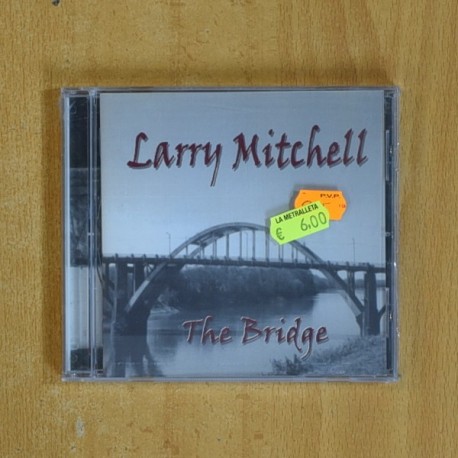 Larry Mitchell
P.V.P.
LA METRALLETA
€ 6,00
The Bridge